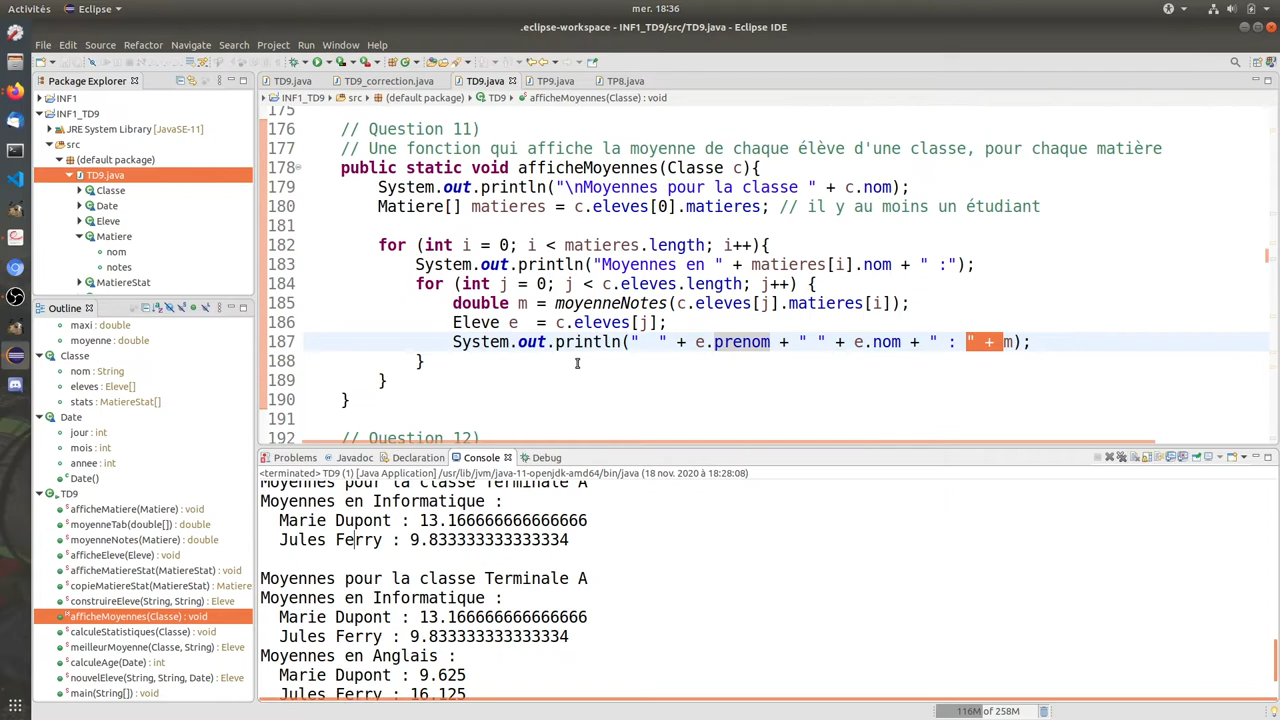 Activités
Eclipse
mer. 18:36
.eclipse-workspace - INF1_TD9/src/TD9.java - Eclipse IDE
File Edit Source Refactor Navigate Search Project Run Window Help
Package Explorer
INF1
INF1_TD9
JRE System Library [JavaSE-11]
src
(default package)
TD9.java
Classe
Date
Eleve
Matiere
nom
notes
MatiereStat
Outline
maxi : double
moyenne : double
Classe
nom : String
eleves : Eleve[]
stats : MatiereStat[]
Date
jour : int
mois : int
annee : int
Date()
TD9
afficheMatiere(Matiere) : void
moyenneTab(double[]) : double
moyenneNotes(Matiere) : double
afficheEleve(Eleve) : void
afficheMatiereStat(MatiereStat) : void
copieMatiereStat(MatiereStat) : Matiere
construireEleve(String, String) : Eleve
afficheMoyennes(Classe) : void
calculeStatistiques(Classe) : void
meilleurMoyenne(Classe, String) : Eleve
calculeAge(Date) : int
nouvelEleve(String, String, Date) : Eleve
main(String[]) : void
TD9.java TD9_correction.java TD9.java TP9.java TP8.java
INF1_TD9 src (default package) TD9 afficheMoyennes(Classe) : void
175
176 // Question 11)
177 // Une fonction qui affiche la moyenne de chaque élève d'une classe, pour chaque matière
178 public static void afficheMoyennes(Classe c){
179 System.out.println("\nMoyennes pour la classe " + c.nom);
180 Matiere[] matieres = c.eleves[0].matieres; // il y au moins un étudiant
181
182 for (int i = 0; i < matieres.length; i++){
183 System.out.println("Moyennes en " + matieres[i].nom + " :");
184 for (int j = 0; j < c.eleves.length; j++) {
185 double m = moyenneNotes(c.eleves[j].matieres[i]);
186 Eleve e  = c.eleves[j];
187 System.out.println("  " + e.prenom + " " + e.nom + " : " + m);
188 }
189 }
190 }
191
192 // Question 12)
Problems Javadoc Declaration Console Debug
<terminated> TD9 (1) [Java Application] /usr/lib/jvm/java-11-openjdk-amd64/bin/java (18 nov. 2020 à 18:28:08)
Moyennes pour la classe Terminale A
Moyennes en Informatique :
Marie Dupont : 13.166666666666666
Jules Ferry : 9.833333333333334
Moyennes pour la classe Terminale A
Moyennes en Informatique :
Marie Dupont : 13.166666666666666
Jules Ferry : 9.833333333333334
Moyennes en Anglais :
Marie Dupont : 9.625
Jules Ferry : 16.125
116M of 258M